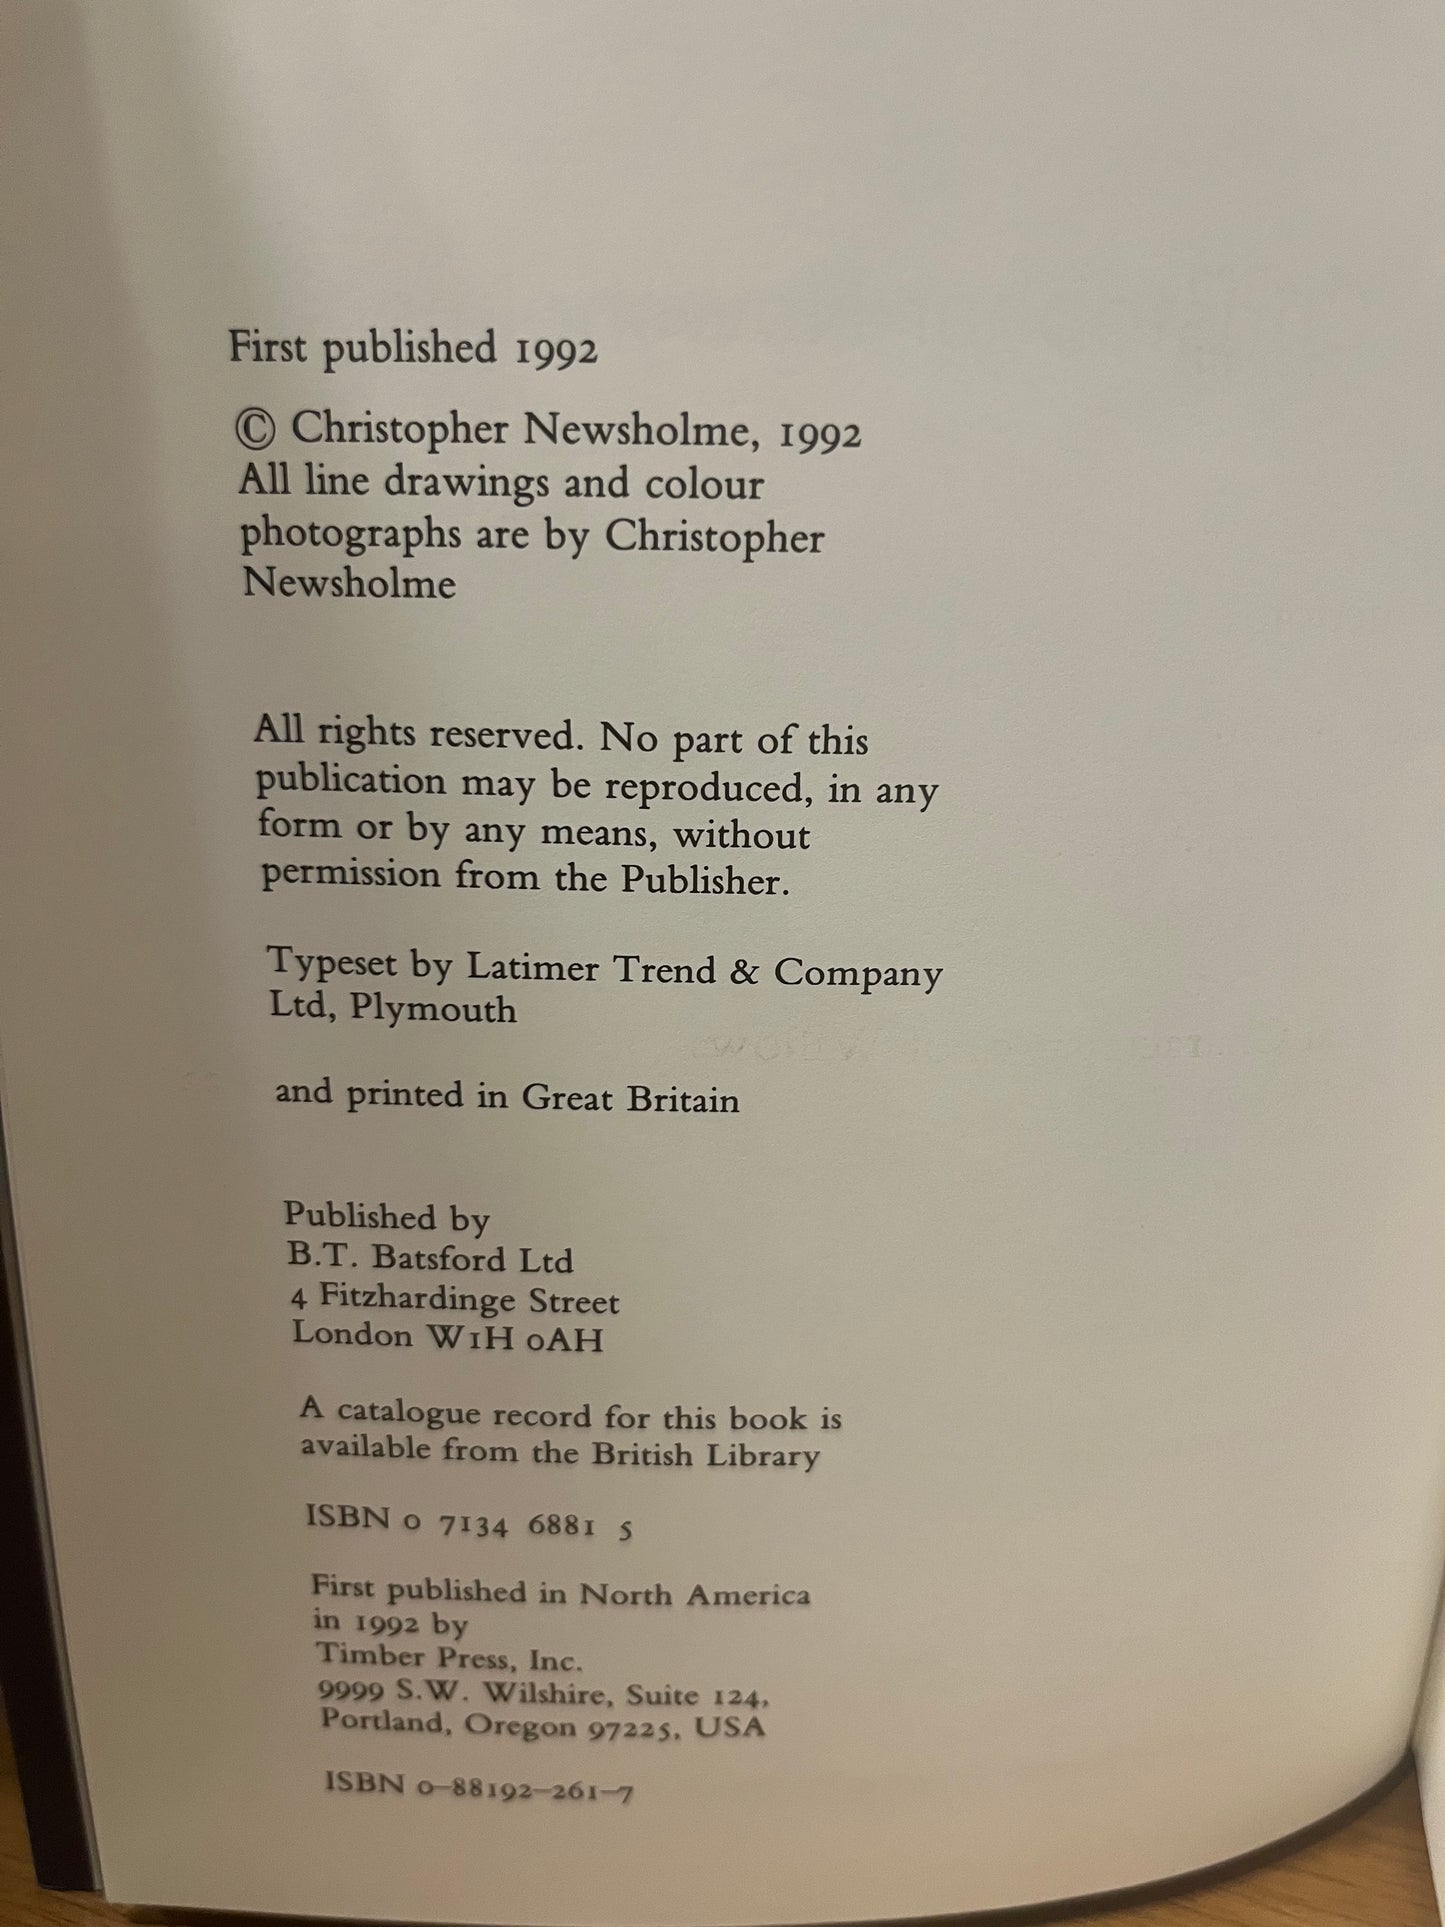 First published 1992
© Christopher Newsholme, 1992
All line drawings and colour
photographs are by Christopher
Newsholme
All rights reserved. No part of this
publication may be reproduced, in any
form or by any means, without
permission from the Publisher.
Typeset by Latimer Trend & Company
Ltd, Plymouth
and printed in Great Britain
Published by
B.T. Batsford Ltd
4 Fitzhardinge Street
London W1H 0AH
A catalogue record for this book is
available from the British Library
ISBN 0 7134 6881 5
First published in North America
in 1992 by
Timber Press, Inc.
9999 S.W. Wilshire, Suite 124,
Portland, Oregon 97225, USA
ISBN 0–88192–261–7